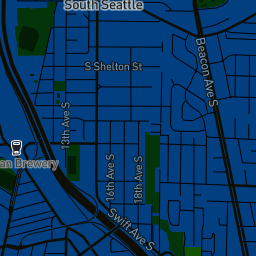 South Seattle
S Shelton St
Beacon Ave S
13th Ave S
an Brewery
16th Ave S
18th Ave S
Swift Ave S